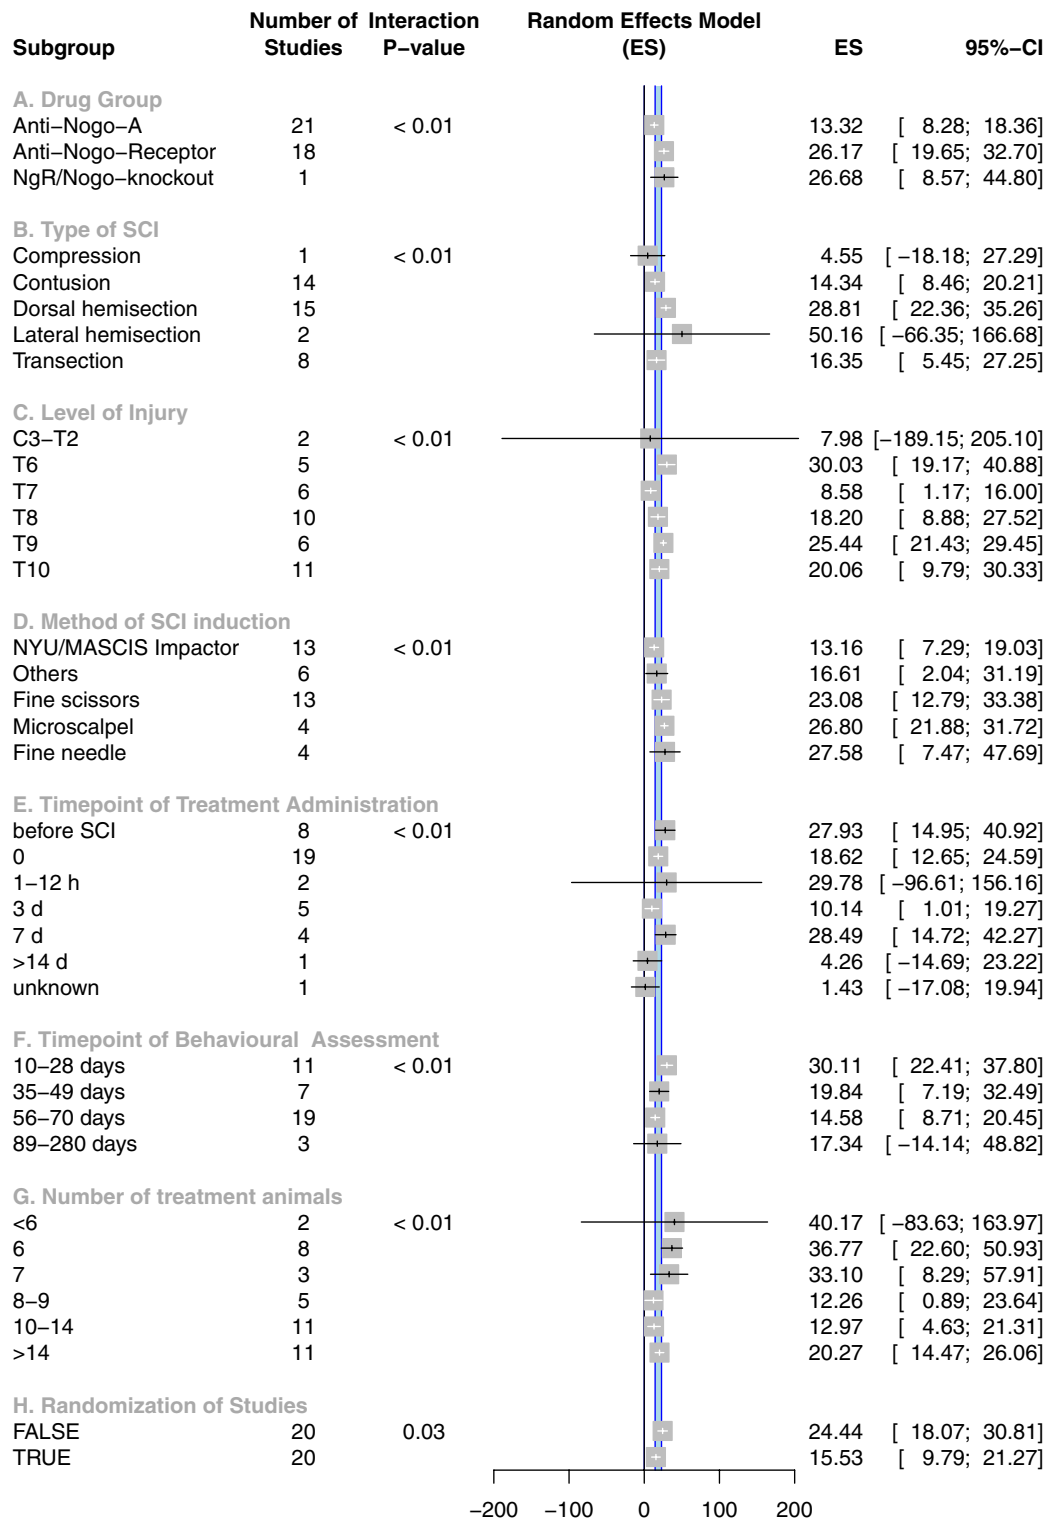 Number of Interaction Random Effects Model
Subgroup Studies P−value (ES) ES 95%−CI
A. Drug Group
Anti−Nogo−A 21 < 0.01 13.32 [ 8.28; 18.36]
Anti−Nogo−Receptor 18 26.17 [ 19.65; 32.70]
NgR/Nogo−knockout 1 26.68 [ 8.57; 44.80]
B. Type of SCI
Compression 1 < 0.01 4.55 [ −18.18; 27.29]
Contusion 14 14.34 [ 8.46; 20.21]
Dorsal hemisection 15 28.81 [ 22.36; 35.26]
Lateral hemisection 2 50.16 [ −66.35; 166.68]
Transection 8 16.35 [ 5.45; 27.25]
C. Level of Injury
C3−T2 2 < 0.01 7.98 [−189.15; 205.10]
T6 5 30.03 [ 19.17; 40.88]
T7 6 8.58 [ 1.17; 16.00]
T8 10 18.20 [ 8.88; 27.52]
T9 6 25.44 [ 21.43; 29.45]
T10 11 20.06 [ 9.79; 30.33]
D. Method of SCI induction
NYU/MASCIS Impactor 13 < 0.01 13.16 [ 7.29; 19.03]
Others 6 16.61 [ 2.04; 31.19]
Fine scissors 13 23.08 [ 12.79; 33.38]
Microscalpel 4 26.80 [ 21.88; 31.72]
Fine needle 4 27.58 [ 7.47; 47.69]
E. Timepoint of Treatment Administration
before SCI 8 < 0.01 27.93 [ 14.95; 40.92]
0 19 18.62 [ 12.65; 24.59]
1−12 h 2 29.78 [ −96.61; 156.16]
3 d 5 10.14 [ 1.01; 19.27]
7 d 4 28.49 [ 14.72; 42.27]
>14 d 1 4.26 [ −14.69; 23.22]
unknown 1 1.43 [ −17.08; 19.94]
F. Timepoint of Behavioural Assessment
10−28 days 11 < 0.01 30.11 [ 22.41; 37.80]
35−49 days 7 19.84 [ 7.19; 32.49]
56−70 days 19 14.58 [ 8.71; 20.45]
89−280 days 3 17.34 [ −14.14; 48.82]
G. Number of treatment animals
<6 2 < 0.01 40.17 [ −83.63; 163.97]
6 8 36.77 [ 22.60; 50.93]
7 3 33.10 [ 8.29; 57.91]
8−9 5 12.26 [ 0.89; 23.64]
10−14 11 12.97 [ 4.63; 21.31]
>14 11 20.27 [ 14.47; 26.06]
H. Randomization of Studies
FALSE 20 0.03 24.44 [ 18.07; 30.81]
TRUE 20 15.53 [ 9.79; 21.27]
−200 −100 0 100 200